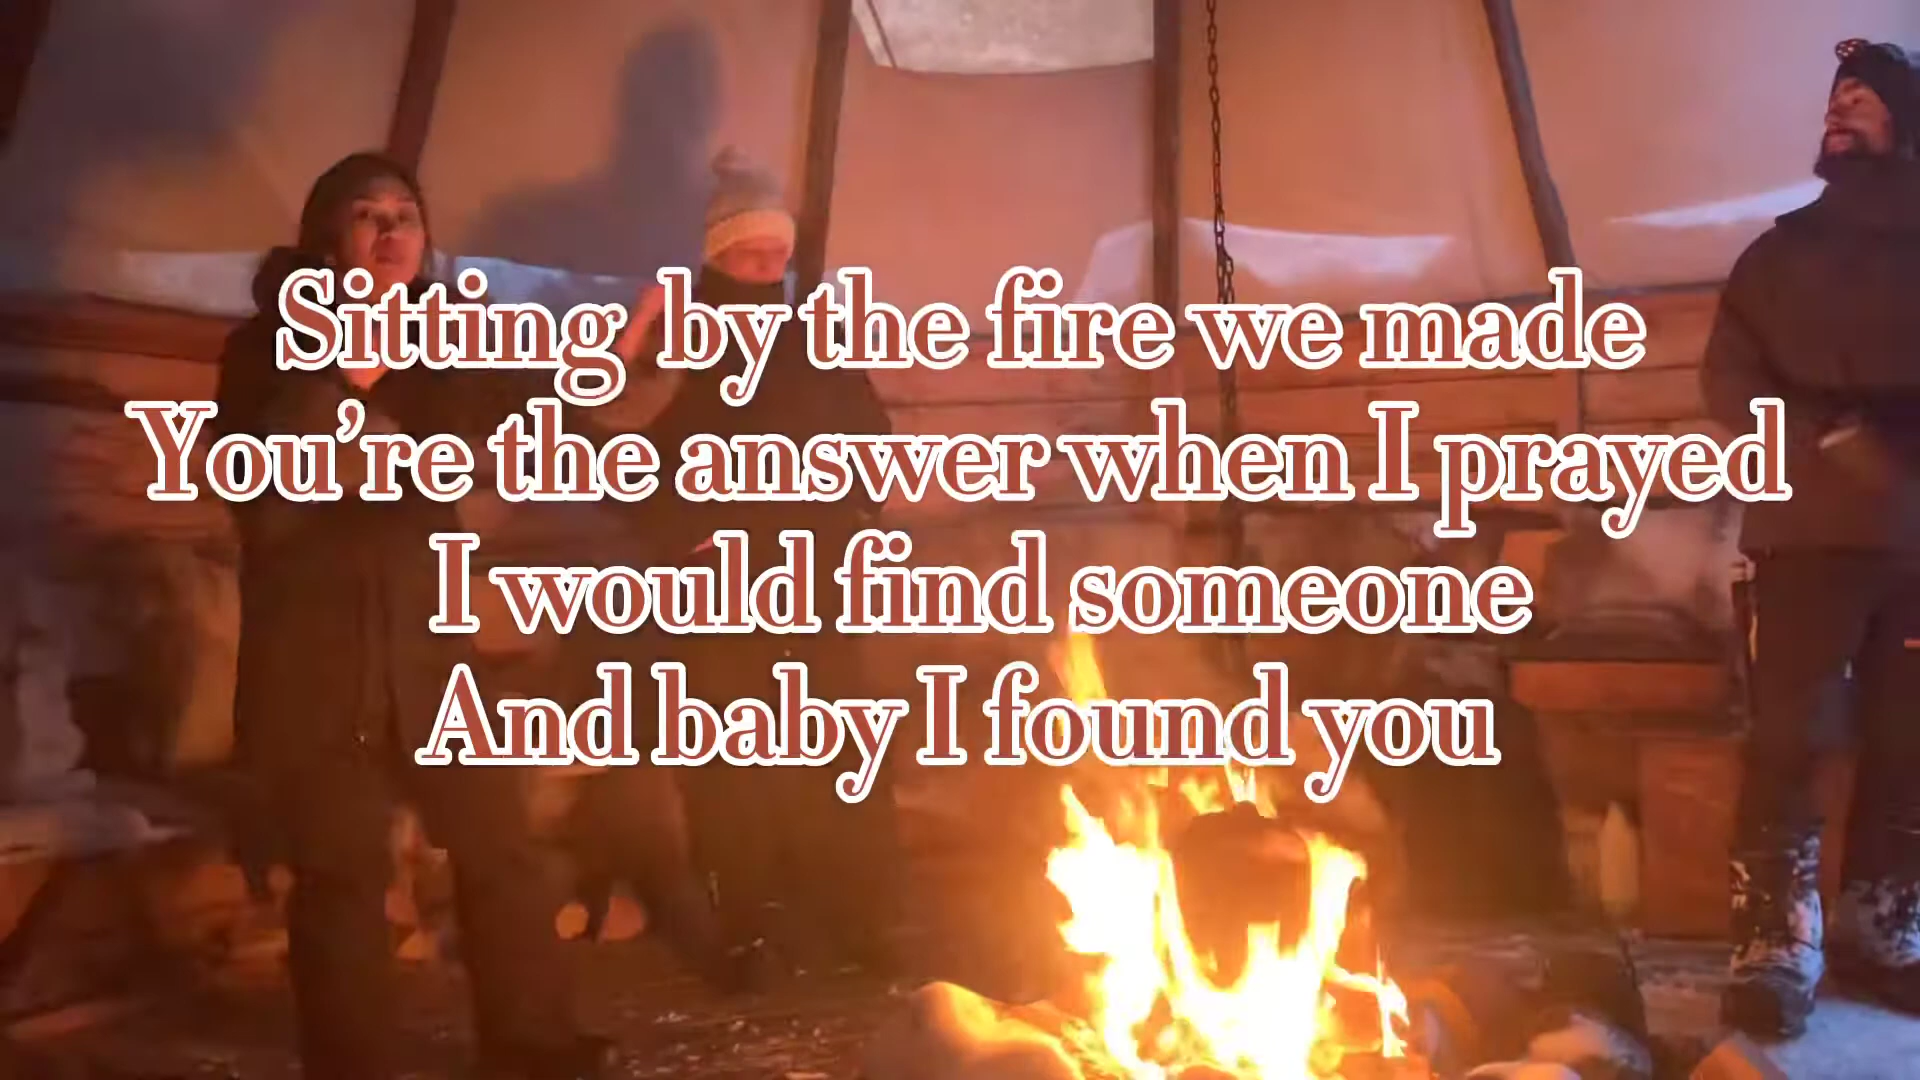 Sitting by the fire we made
You're the answer when I prayed
I would find someone
And baby I found you